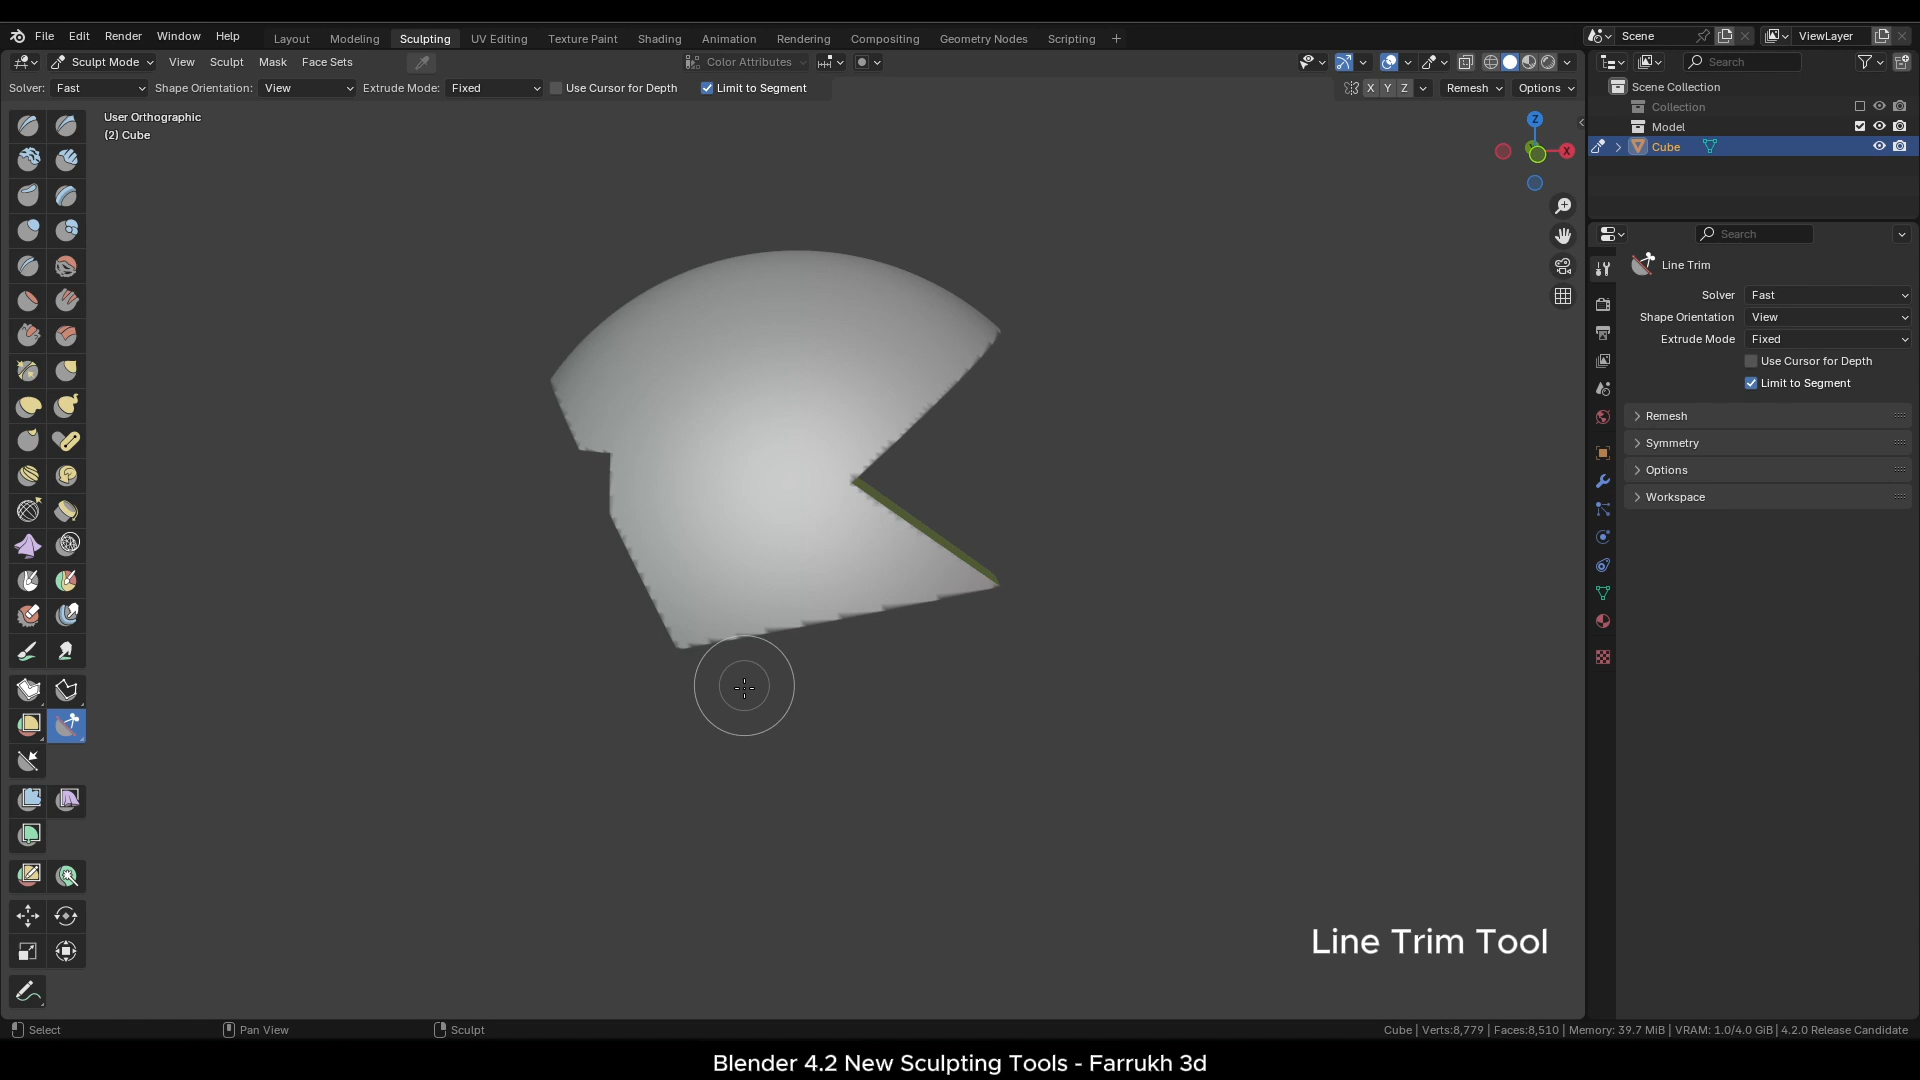 File Edit Render Window Help Layout Modeling Sculpting UV Editing Texture Paint Shading Animation Rendering Compositing Geometry Nodes Scripting + Scene ViewLayer
Sculpt Mode View Sculpt Mask Face Sets Color Attributes Search
Solver: Fast Shape Orientation: View Extrude Mode: Fixed Use Cursor for Depth Limit to Segment X Y Z Remesh Options
Scene Collection
Collection
Model
Cube
User Orthographic
(2) Cube
Z
X
Search
Line Trim
Solver Fast
Shape Orientation View
Extrude Mode Fixed
Use Cursor for Depth
Limit to Segment
Remesh
Symmetry
Options
Workspace
Line Trim Tool
Select Pan View Sculpt Cube | Verts:8,779 | Faces:8,510 | Memory: 39.7 MiB | VRAM: 1.0/4.0 GiB | 4.2.0 Release Candidate
Blender 4.2 New Sculpting Tools - Farrukh 3d